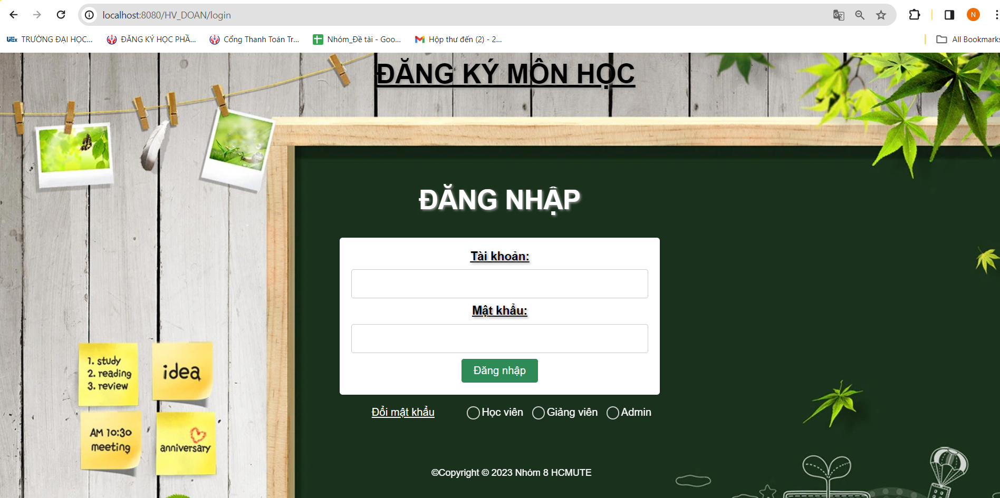 localhost:8080/HV_DOAN/login
N
UTEx TRƯỜNG ĐẠI HỌC...
ĐĂNG KÝ HỌC PHẦ...
Cổng Thanh Toán Tr...
Nhóm_Đề tài - Goo...
Hộp thư đến (2) - 2...
All Bookmarks
ĐĂNG KÝ MÔN HỌC
ĐĂNG NHẬP
Tài khoản:
Mật khẩu:
Đăng nhập
Đổi mật khẩu
Học viên
Giảng viên
Admin
1. study
2. reading
3. review
idea
AM 10:30
meeting
anniversary
©Copyright © 2023 Nhóm 8 HCMUTE